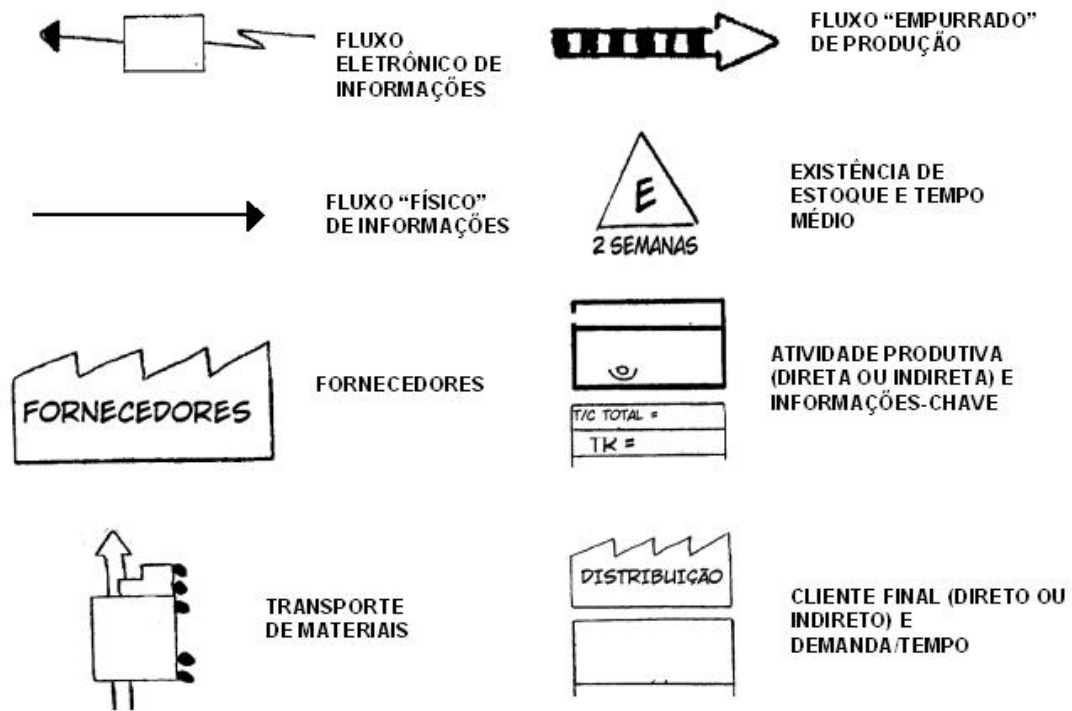 FLUXO
ELETRÔNICO DE
INFORMAÇÕES
FLUXO “EMPURRADO”
DE PRODUÇÃO
FLUXO “FÍSICO”
DE INFORMAÇÕES
E
2 SEMANAS
EXISTÊNCIA DE
ESTOQUE E TEMPO
MÉDIO
FORNECEDORES
FORNECEDORES
T/C TOTAL =
TK =
ATIVIDADE PRODUTIVA
(DIRETA OU INDIRETA) E
INFORMAÇÕES-CHAVE
TRANSPORTE
DE MATERIAIS
DISTRIBUIÇÃO
CLIENTE FINAL (DIRETO OU
INDIRETO) E
DEMANDA/TEMPO